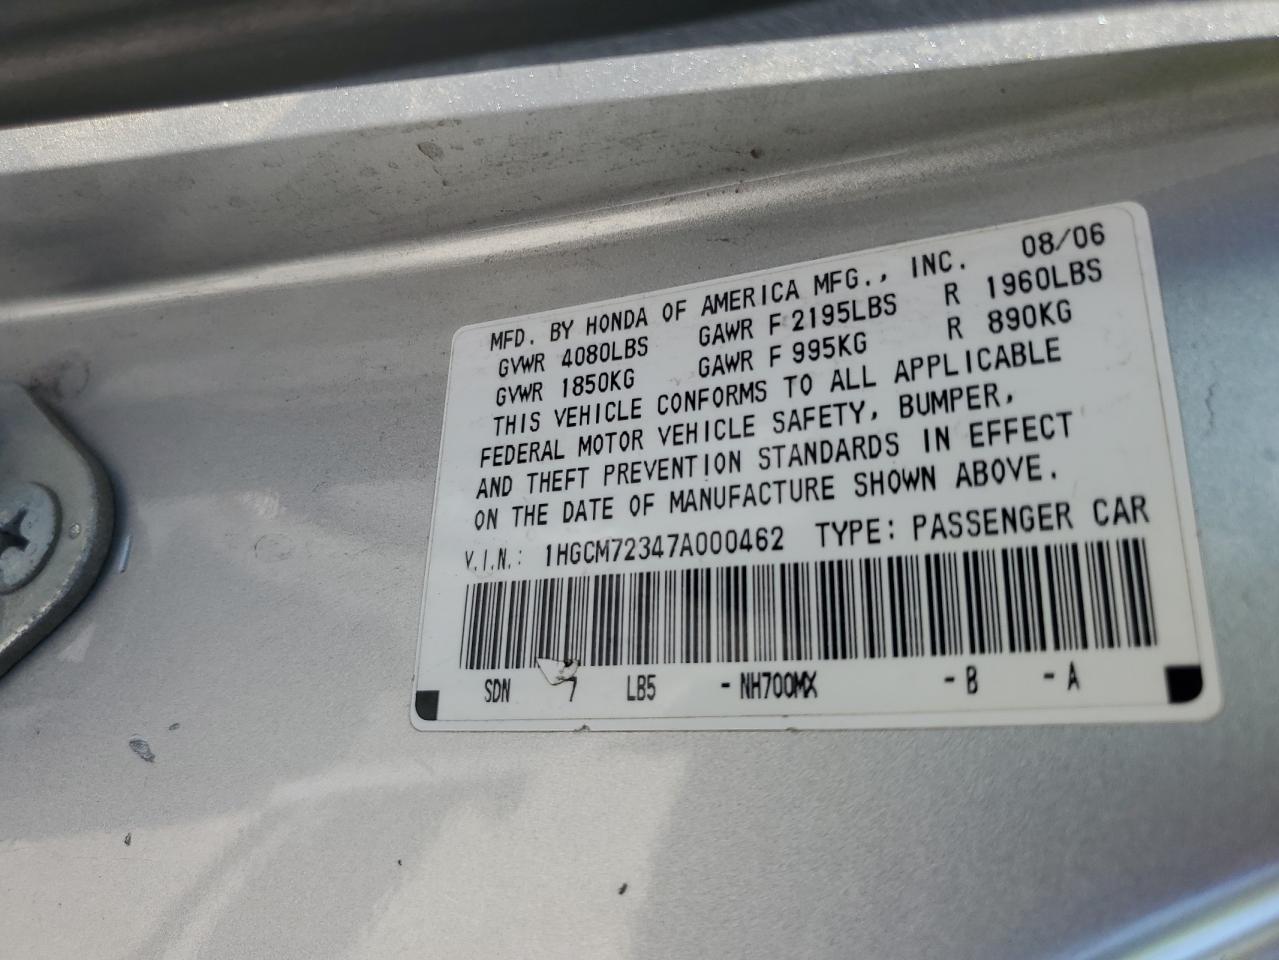 MFD. BY HONDA OF AMERICA MFG., INC. 08/06
GVWR 4080LBS GAWR F 2195LBS R 1960LBS
GVWR 1850KG GAWR F 995KG R 890KG
THIS VEHICLE CONFORMS TO ALL APPLICABLE
FEDERAL MOTOR VEHICLE SAFETY, BUMPER,
AND THEFT PREVENTION STANDARDS IN EFFECT
ON THE DATE OF MANUFACTURE SHOWN ABOVE.
V.I.N.: 1HGCM72347A000462 TYPE: PASSENGER CAR
SDN 7 LB5 -NH700MX -B -A